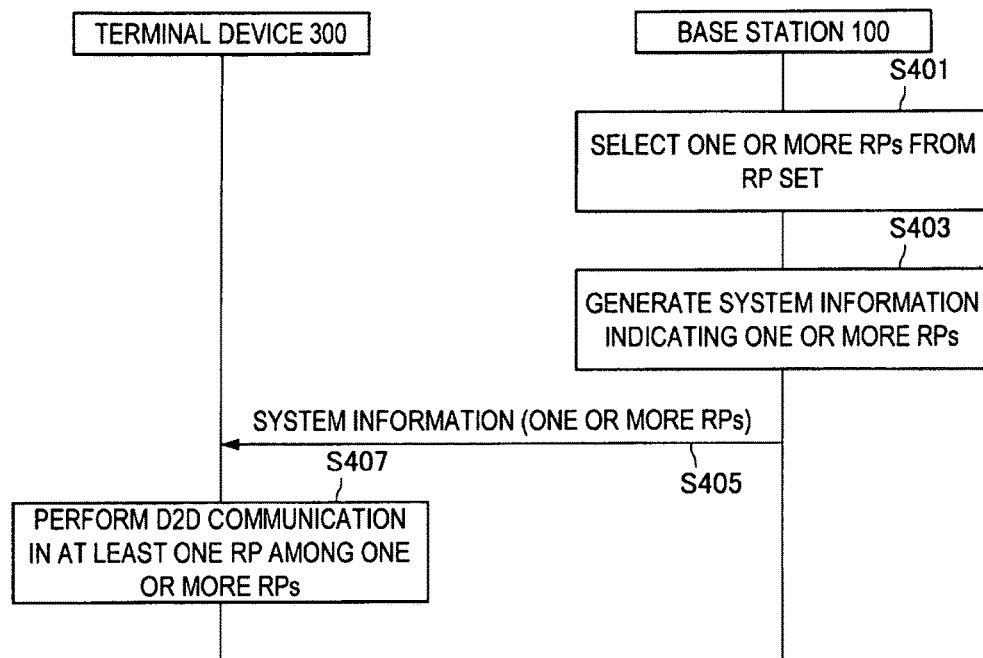 TERMINAL DEVICE 300
BASE STATION 100
S401
SELECT ONE OR MORE RPs FROM
RP SET
S403
GENERATE SYSTEM INFORMATION
INDICATING ONE OR MORE RPs
SYSTEM INFORMATION (ONE OR MORE RPs)
S405
S407
PERFORM D2D COMMUNICATION
IN AT LEAST ONE RP AMONG ONE
OR MORE RPs